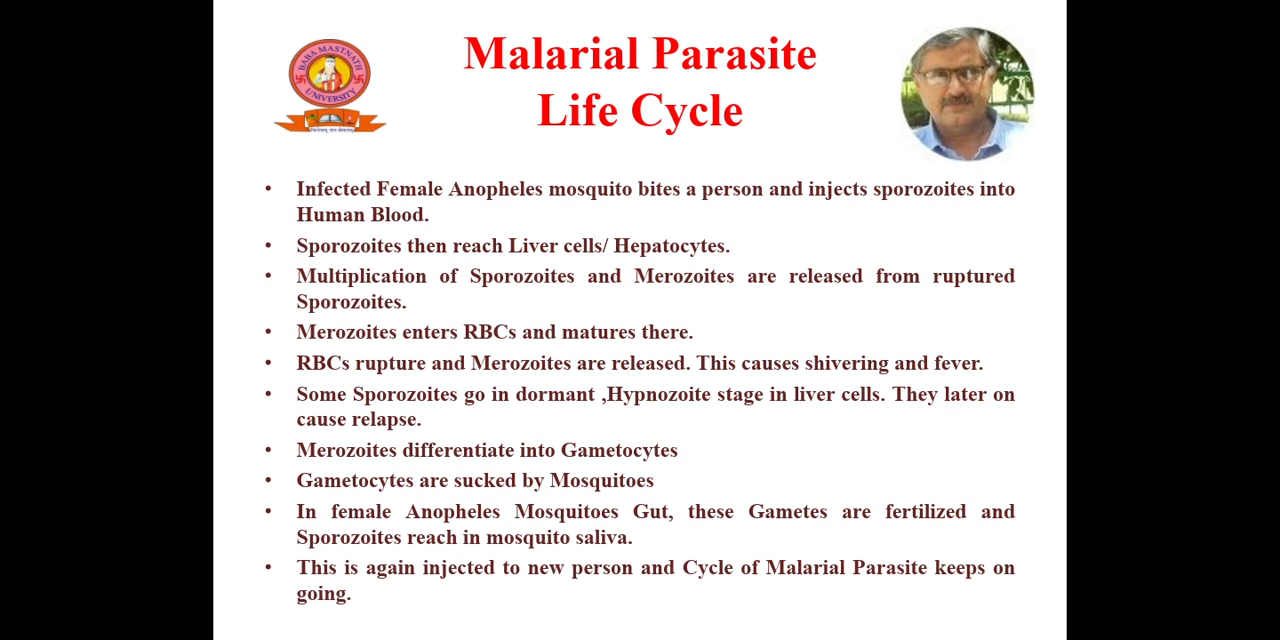 BABA MASTNATH
UNIVERSITY
Malarial Parasite
Life Cycle
• Infected Female Anopheles mosquito bites a person and injects sporozoites into
Human Blood.
• Sporozoites then reach Liver cells/ Hepatocytes.
• Multiplication of Sporozoites and Merozoites are released from ruptured
Sporozoites.
• Merozoites enters RBCs and matures there.
• RBCs rupture and Merozoites are released. This causes shivering and fever.
• Some Sporozoites go in dormant ,Hypnozoite stage in liver cells. They later on
cause relapse.
• Merozoites differentiate into Gametocytes
• Gametocytes are sucked by Mosquitoes
• In female Anopheles Mosquitoes Gut, these Gametes are fertilized and
Sporozoites reach in mosquito saliva.
• This is again injected to new person and Cycle of Malarial Parasite keeps on
going.